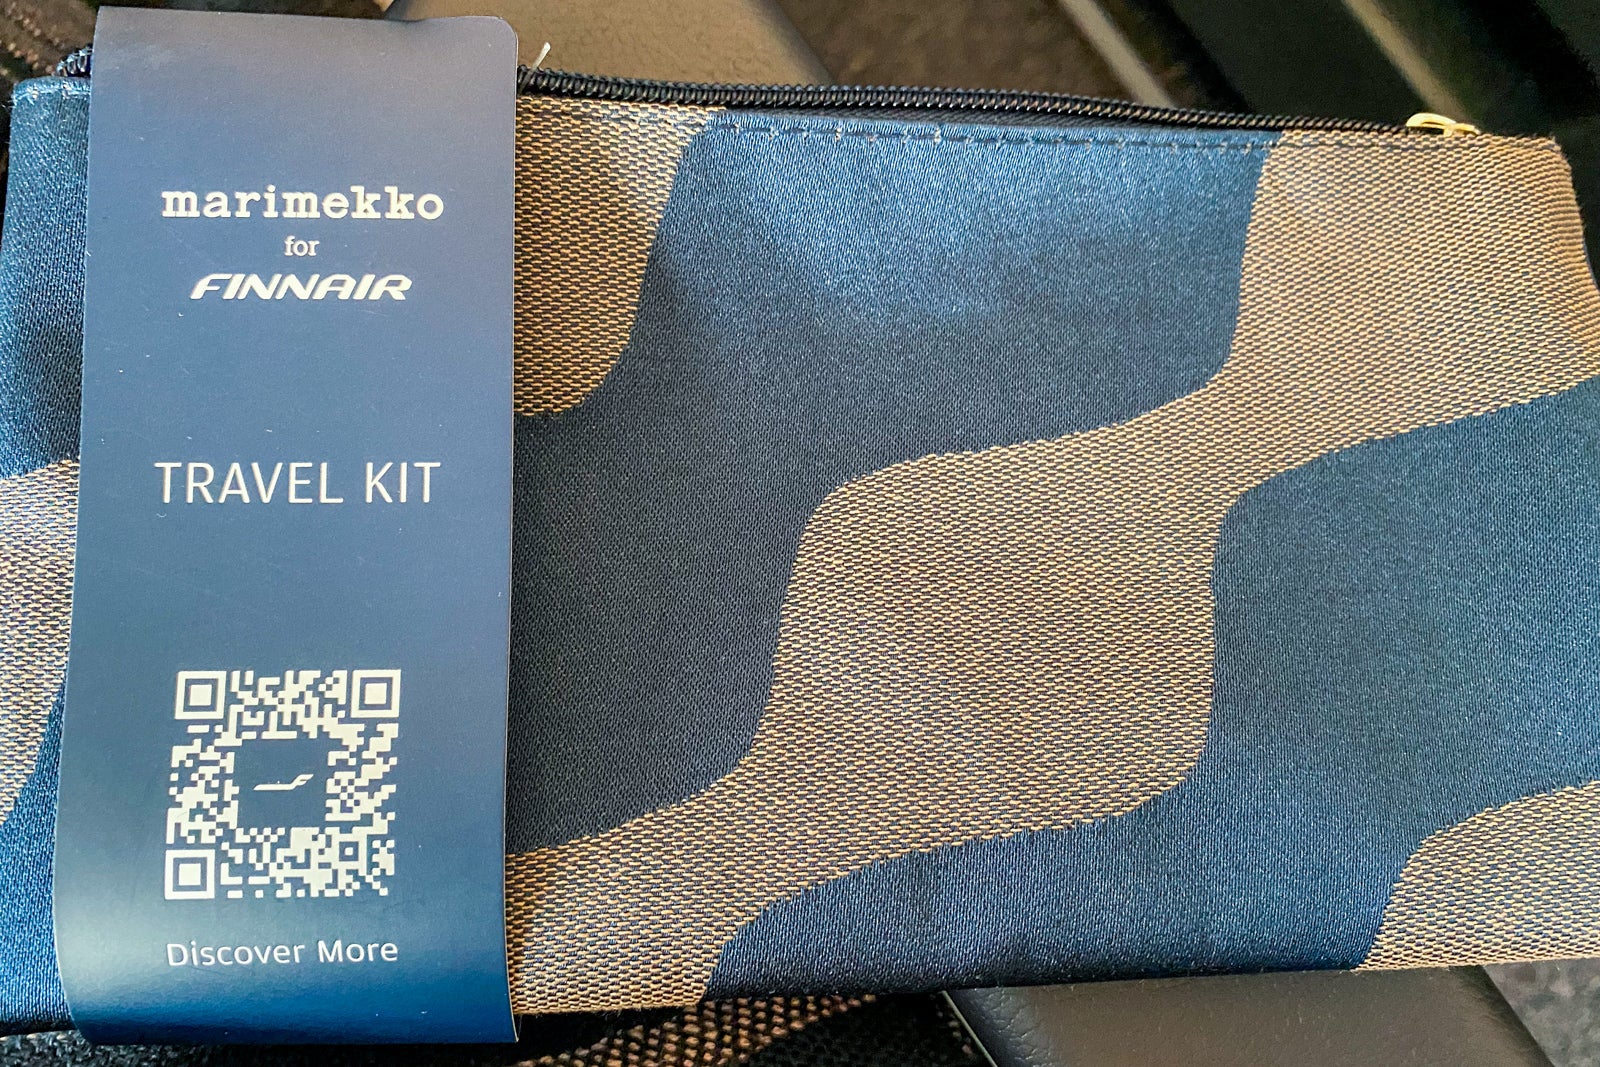 marimekko
for
FINNAIR
TRAVEL KIT
Discover More